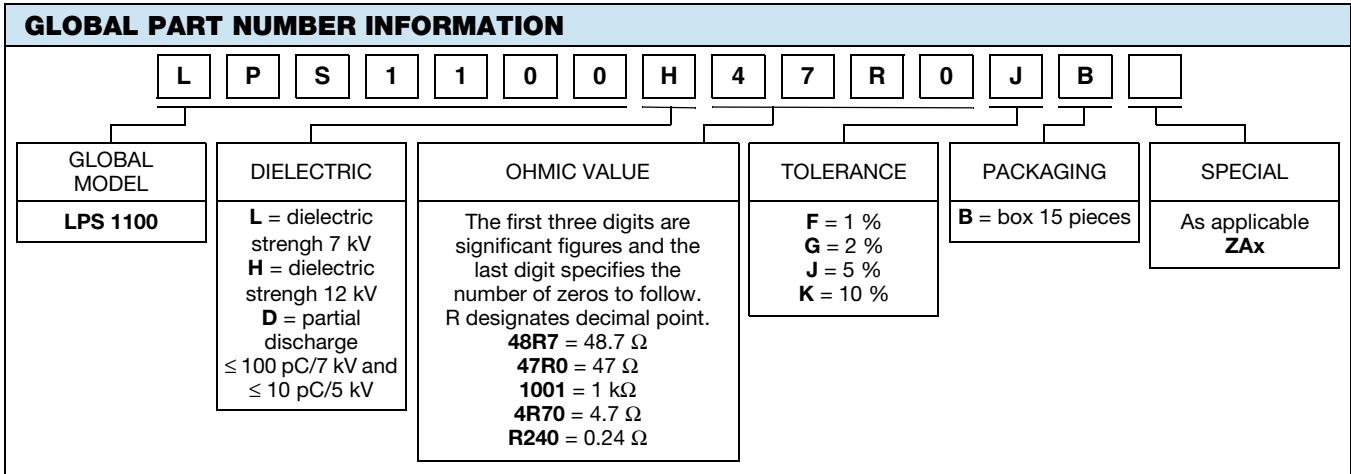 GLOBAL PART NUMBER INFORMATION
L P S 1 1 0 0 H 4 7 R 0 J B
GLOBAL
MODEL
LPS 1100
DIELECTRIC
L = dielectric
strengh 7 kV
H = dielectric
strengh 12 kV
D = partial
discharge
≤ 100 pC/7 kV and
≤ 10 pC/5 kV
OHMIC VALUE
The first three digits are
significant figures and the
last digit specifies the
number of zeros to follow.
R designates decimal point.
48R7 = 48.7 Ω
47R0 = 47 Ω
1001 = 1 kΩ
4R70 = 4.7 Ω
R240 = 0.24 Ω
TOLERANCE
F = 1 %
G = 2 %
J = 5 %
K = 10 %
PACKAGING
B = box 15 pieces
SPECIAL
As applicable
ZAx